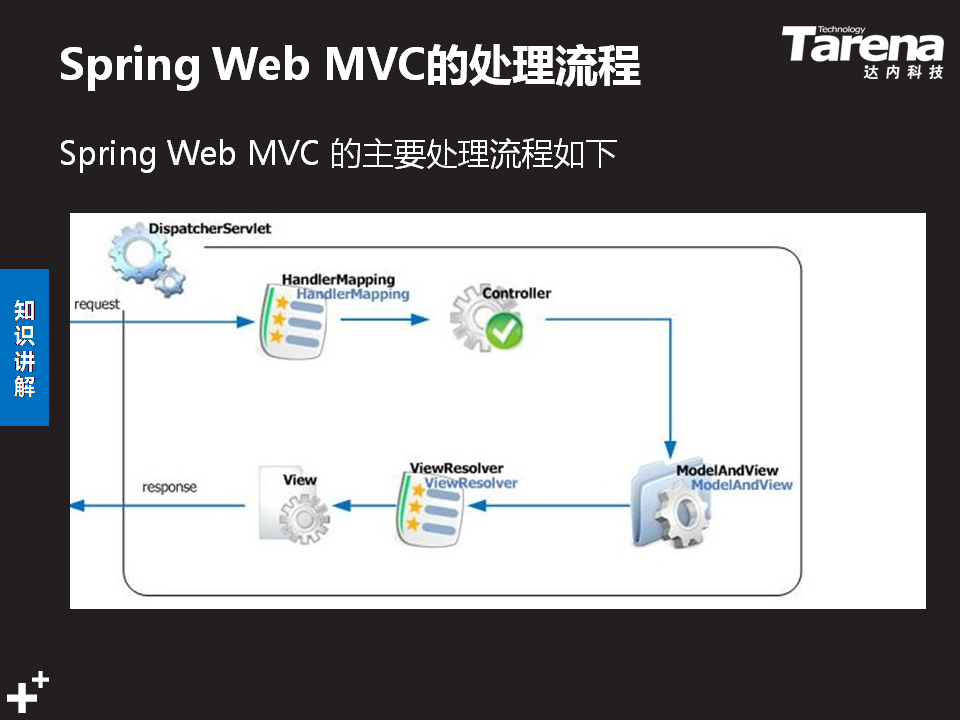 Spring Web MVC的处理流程
Technology
Tarena
达内科技
Spring Web MVC 的主要处理流程如下
知
识
讲
解
DispatcherServlet
HandlerMapping
HandlerMapping
Controller
request
ModelAndView
ModelAndView
ViewResolver
ViewResolver
View
response